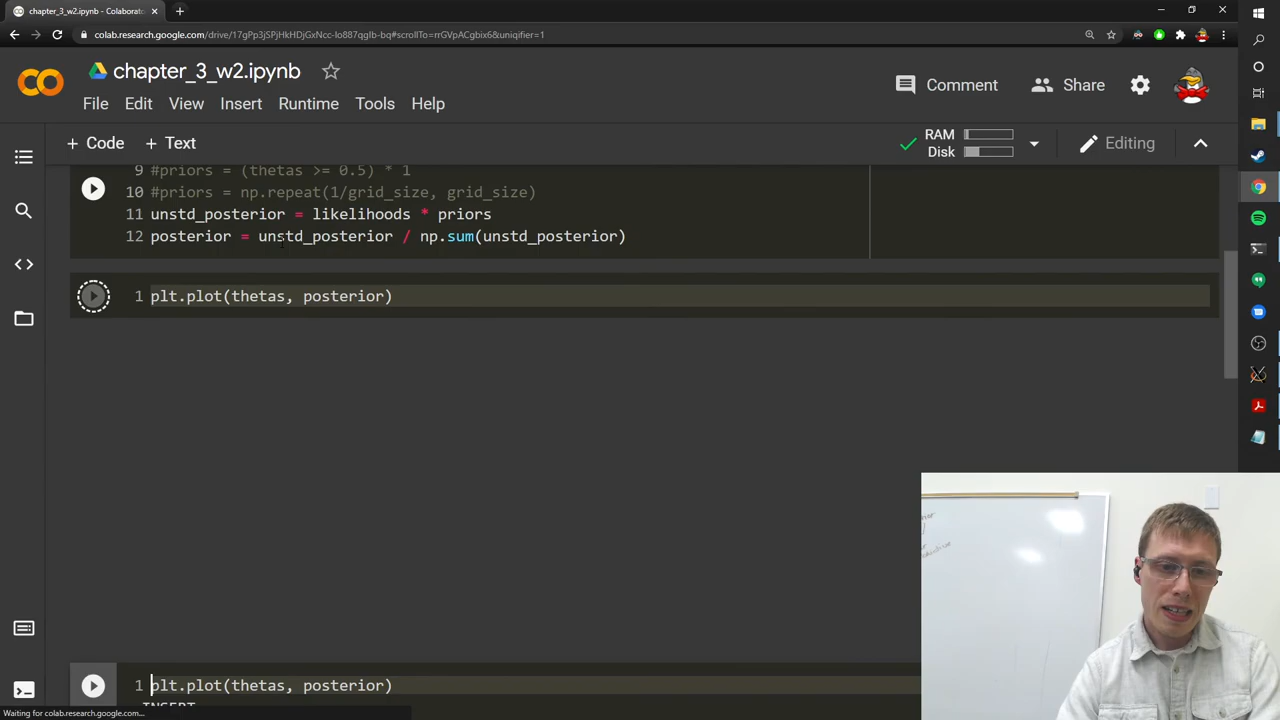 chapter_3_w2.ipynb - Colaborato
colab.research.google.com/drive/17gPp3jSPjHkHDjGxNcc-Io887qgIb-bq#scrollTo=rrGVpACgbix6&uniqifier=1
chapter_3_w2.ipynb
Comment
Share
File Edit View Insert Runtime Tools Help
+ Code + Text
RAM
Disk
Editing
9 #priors = (thetas >= 0.5) * 1
10 #priors = np.repeat(1/grid_size, grid_size)
11 unstd_posterior = likelihoods * priors
12 posterior = unstd_posterior / np.sum(unstd_posterior)
1 plt.plot(thetas, posterior)
1 plt.plot(thetas, posterior)
INSERT
Waiting for colab.research.google.com...